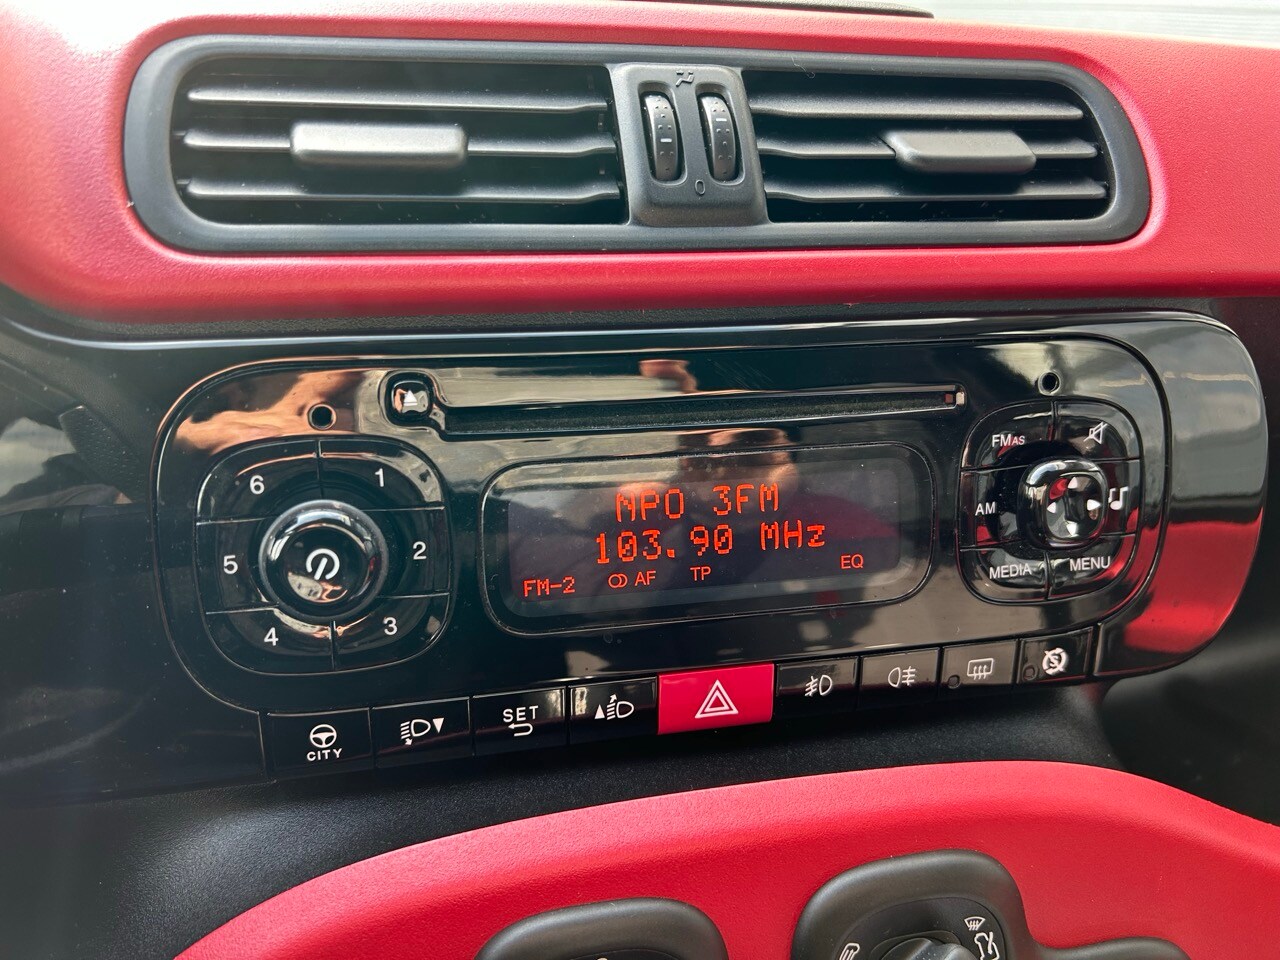 0
6
1
5
2
4
3
NPO 3FM
103.90 MHz
FM-2 AF TP EQ
FMAS
AM
MEDIA
MENU
CITY
SET